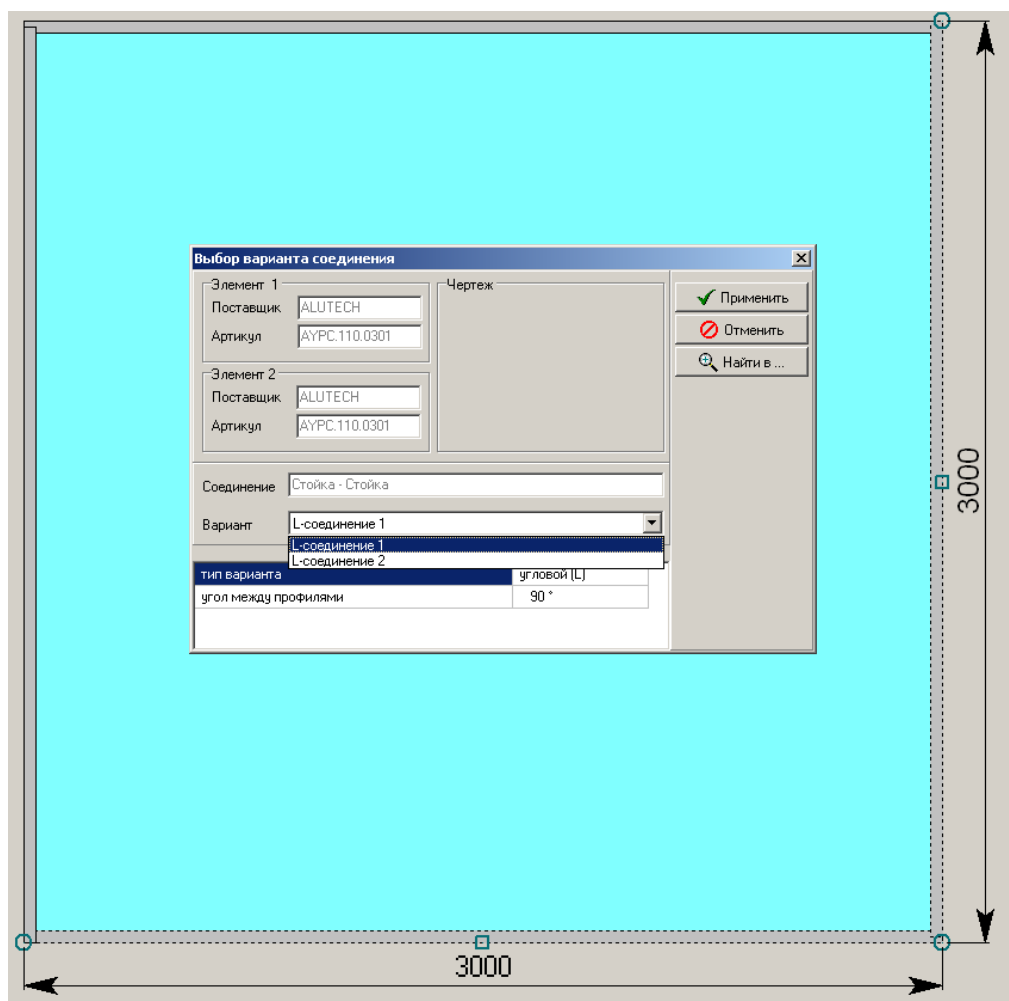 Выбор варианта соединения
Элемент 1
Поставщик ALUTECH
Артикул AYPC.110.0301
Элемент 2
Поставщик ALUTECH
Артикул AYPC.110.0301
Чертеж
Применить
Отменить
Найти в ...
Соединение Стойка - Стойка
Вариант L-соединение 1
L-соединение 1
L-соединение 2
тип варианта угловой (L)
угол между профилями 90 °
3000
3000